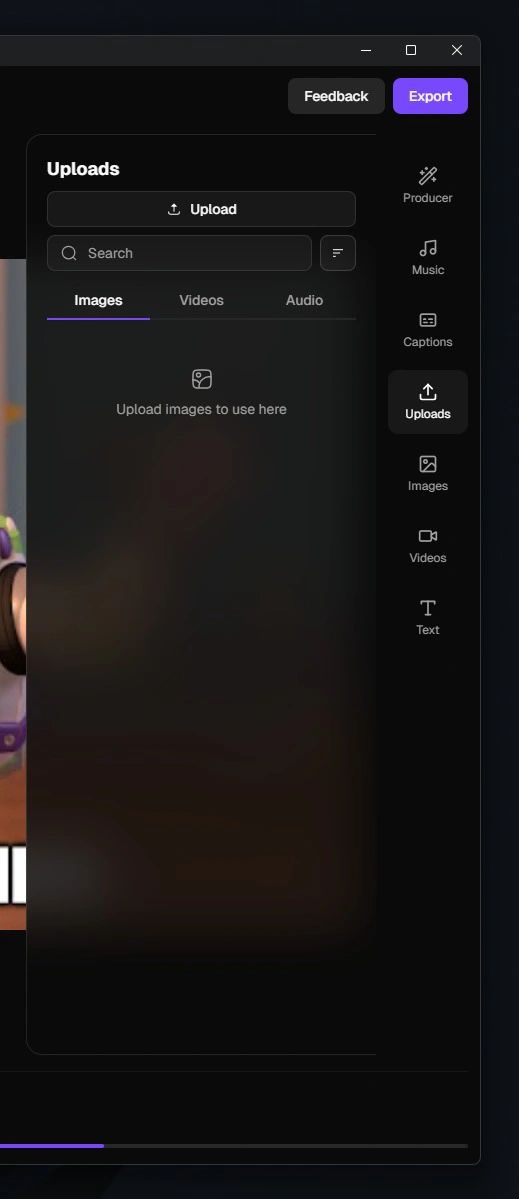 Feedback
Export
Uploads
Upload
Search
Images
Videos
Audio
Upload images to use here
Producer
Music
Captions
Uploads
Images
Videos
Text